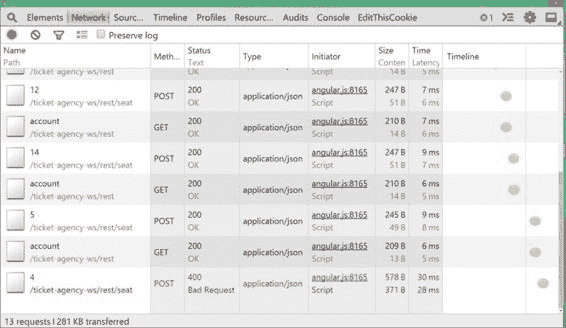 Elements Network Sourc... Timeline Profiles Resourc... Audits Console EditThisCookie 1
Preserve log
Name Meth... Status Type Initiator Size Time Timeline
Path Text Conten Latency
/ticket-agency-ws/rest/seat OK Script 14 B 5 ms
12 POST 200 application/json angular.js:8165 247 B 7 ms
/ticket-agency-ws/rest/seat OK Script 51 B 6 ms
account GET 200 application/json angular.js:8165 210 B 7 ms
/ticket-agency-ws/rest OK Script 14 B 6 ms
14 POST 200 application/json angular.js:8165 247 B 9 ms
/ticket-agency-ws/rest/seat OK Script 51 B 7 ms
account GET 200 application/json angular.js:8165 210 B 6 ms
/ticket-agency-ws/rest OK Script 14 B 5 ms
5 POST 200 application/json angular.js:8165 245 B 9 ms
/ticket-agency-ws/rest/seat OK Script 49 B 8 ms
account GET 200 application/json angular.js:8165 209 B 6 ms
/ticket-agency-ws/rest OK Script 13 B 5 ms
4 POST 400 application/json angular.js:8165 578 B 30 ms
/ticket-agency-ws/rest/seat Bad Request Script 371 B 28 ms
13 requests | 281 KB transferred